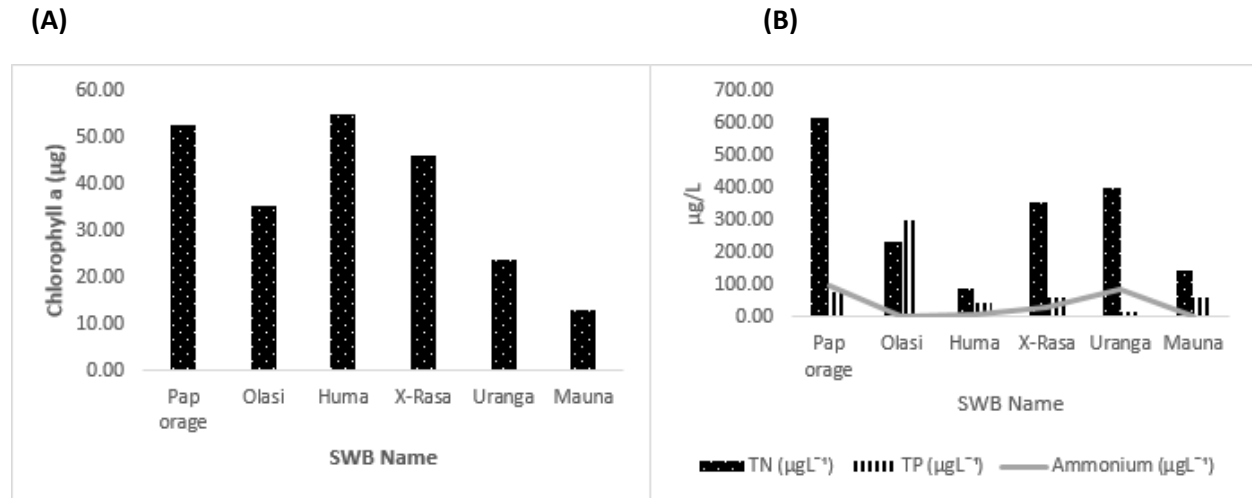 (A)
(B)
60.00
50.00
40.00
30.00
20.00
10.00
0.00
Chlorophyll a (µg)
Pap orage
Olasi
Huma
X-Rasa
Uranga
Mauna
SWB Name
700.00
600.00
500.00
400.00
300.00
200.00
100.00
0.00
µg/L
Pap orage
Olasi
Huma
X-Rasa
Uranga
Mauna
SWB Name
TN (µgL⁻¹)
TP (µgL⁻¹)
Ammonium (µgL⁻¹)